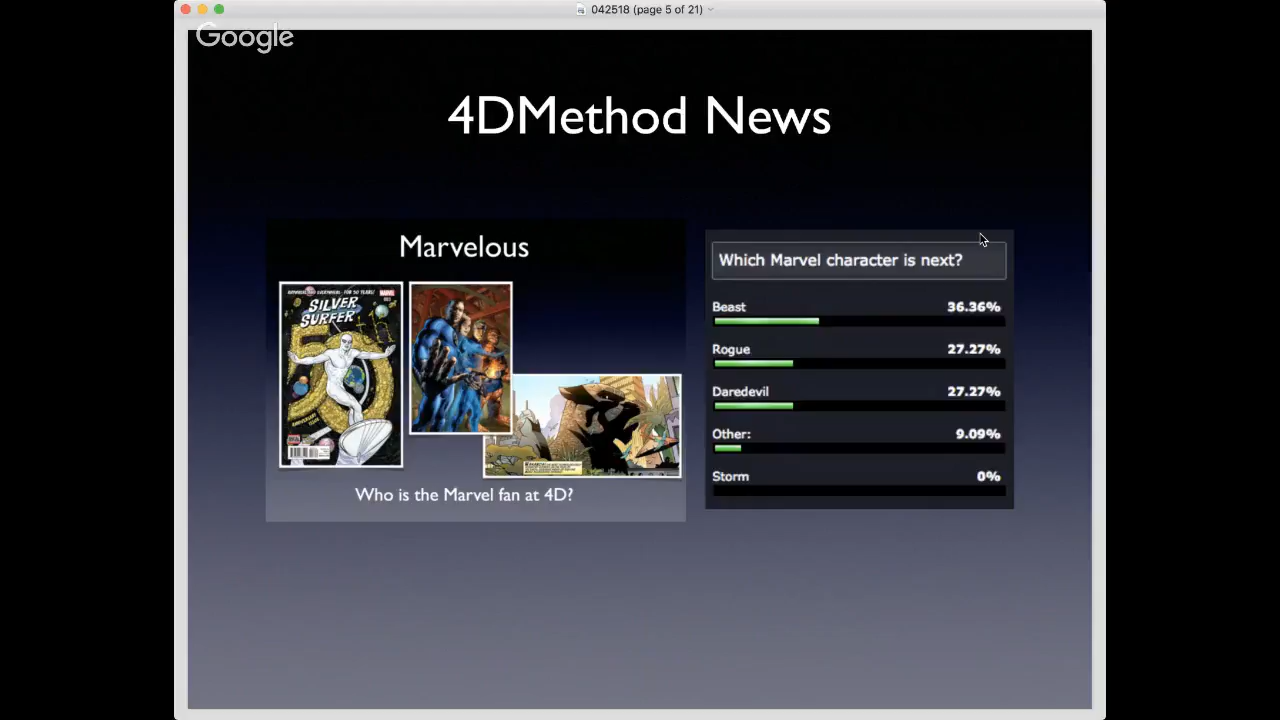 042518 (page 5 of 21)
Google
4DMethod News
Marvelous
SILVER
SURFER
MARVEL
Who is the Marvel fan at 4D?
Which Marvel character is next?
Beast 36.36%
Rogue 27.27%
Daredevil 27.27%
Other: 9.09%
Storm 0%